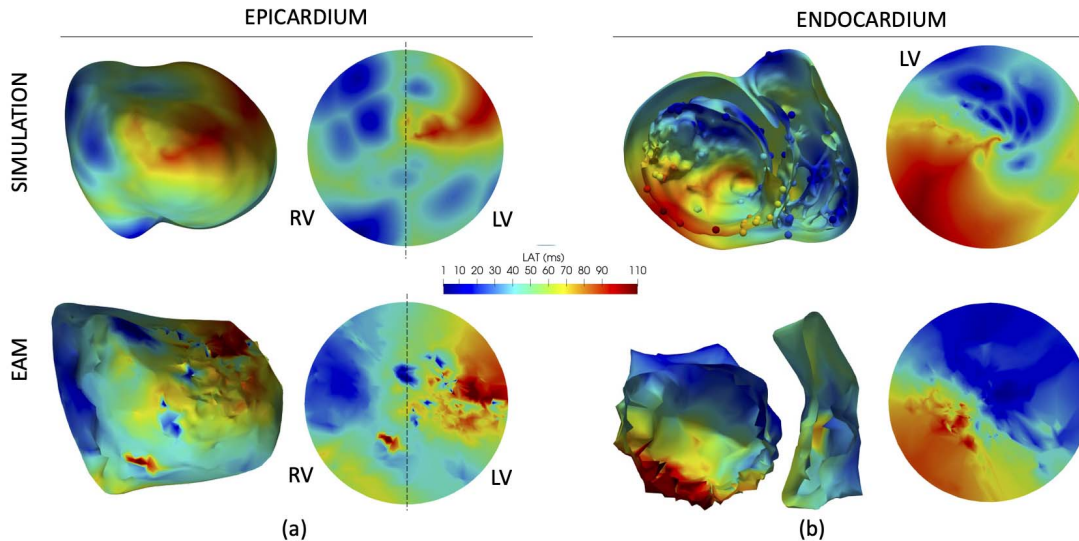 EPICARDIUM
ENDOCARDIUM
SIMULATION
RV
LV
LV
LAT (ms)
1 10 20 30 40 50 60 70 80 90 110
EAM
RV
LV
(a)
(b)